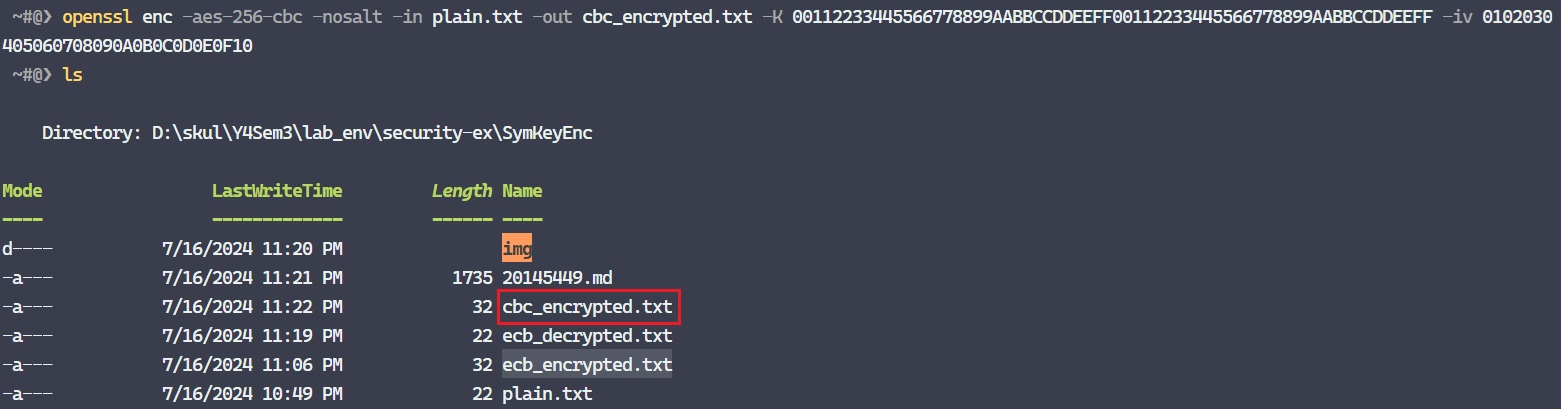 ~#@❯ openssl enc -aes-256-cbc -nosalt -in plain.txt -out cbc_encrypted.txt -K 00112233445566778899AABBCCDDEEFF00112233445566778899AABBCCDDEEFF -iv 0102030
405060708090A0B0C0D0E0F10
~#@❯ ls
Directory: D:\skul\Y4Sem3\lab_env\security-ex\SymKeyEnc
Mode LastWriteTime Length Name
---- ------------- ------ ----
d---- 7/16/2024 11:20 PM img
-a--- 7/16/2024 11:21 PM 1735 20145449.md
-a--- 7/16/2024 11:22 PM 32 cbc_encrypted.txt
-a--- 7/16/2024 11:19 PM 22 ecb_decrypted.txt
-a--- 7/16/2024 11:06 PM 32 ecb_encrypted.txt
-a--- 7/16/2024 10:49 PM 22 plain.txt